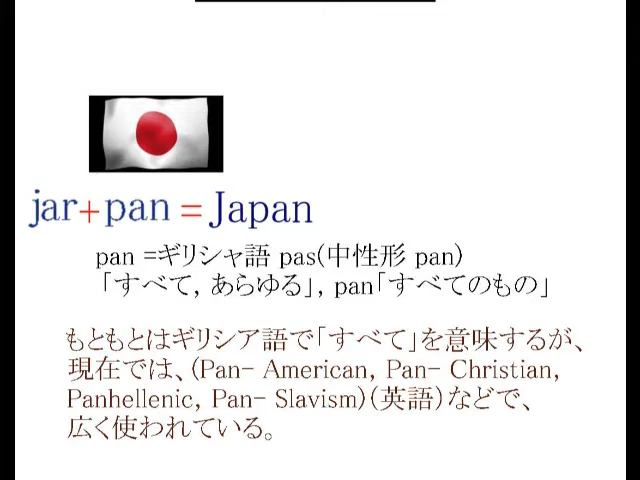 jar+pan = Japan
pan =ギリシャ語 pas(中性形 pan)
「すべて, あらゆる」, pan「すべてのもの」
もともとはギリシア語で「すべて」を意味するが、
現在では、(Pan- American, Pan- Christian,
Panhellenic, Pan- Slavism)(英語)などで、
広く使われている。